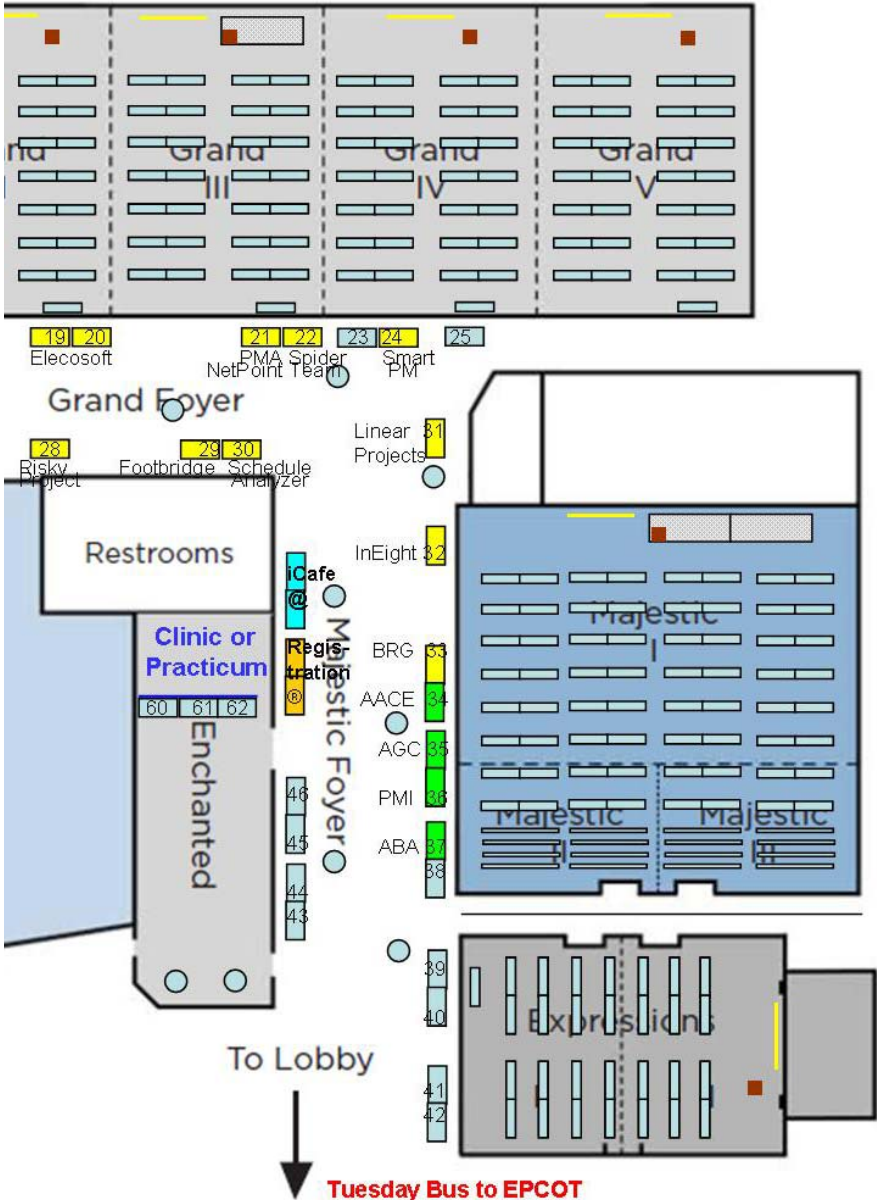 nd
I
Grand
III
Grand
IV
Grand
V
19 20
Elecosoft
21 22
PMA Spider
NetPoint Team
23 24
Smart
PM
25
Grand Foyer
28
Risky
Project
29 30
Footbridge Schedule
Analyzer
Linear
Projects
31
Restrooms
InEight 32
iCafe
@
Clinic or
Practicum
60 61 62
Regis-
tration
®
Majestic Foyer
BRG 33
AACE 34
AGC 35
PMI 36
ABA 37
38
Majestic
I
Majestic
II
Majestic
III
Enchanted
46
45
44
43
39
40
Expressions
41
42
To Lobby
Tuesday Bus to EPCOT